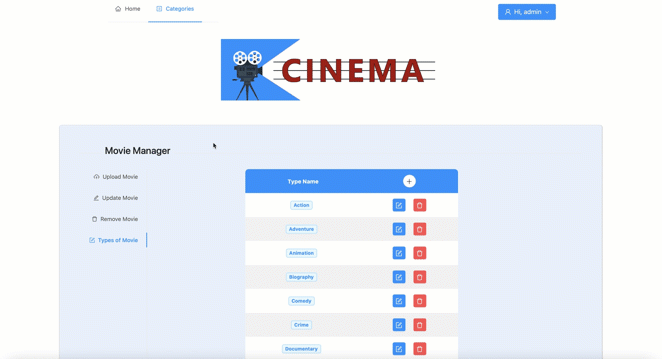 Home
Categories
Hi, admin
CINEMA
Movie Manager
Upload Movie
Update Movie
Remove Movie
Types of Movie
Type Name
Action
Adventure
Animation
Biography
Comedy
Crime
Documentary